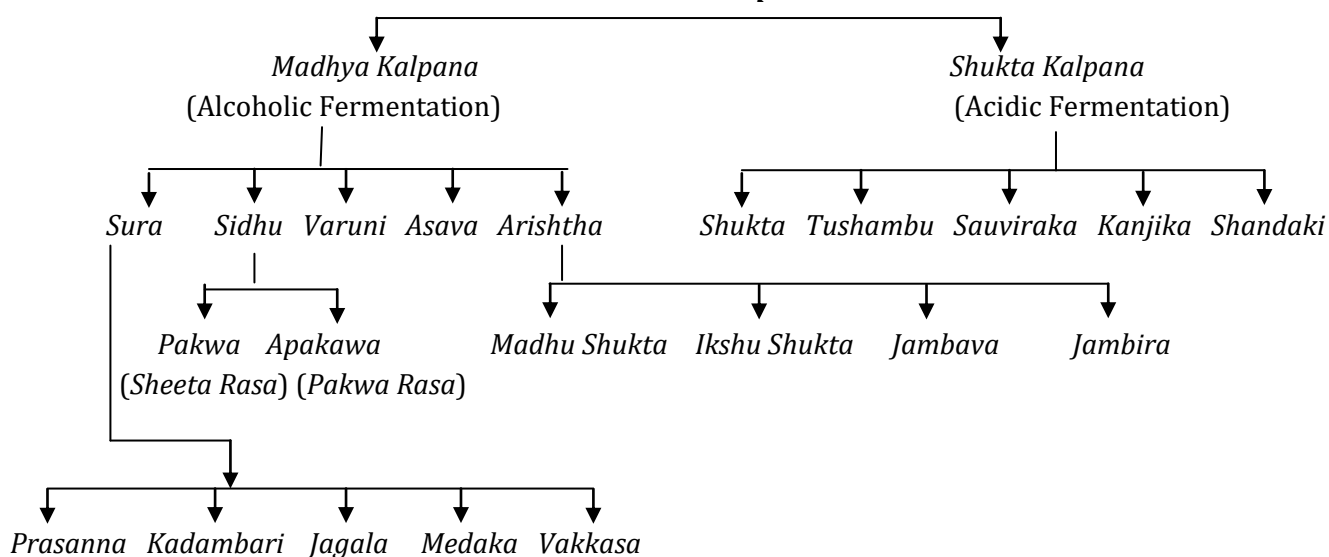 Madhya Kalpana Shukta Kalpana
(Alcoholic Fermentation) (Acidic Fermentation)
Sura Sidhu Varuni Asava Arishtha Shukta Tushambu Sauviraka Kanjika Shandaki
Pakwa Apakawa Madhu Shukta Ikshu Shukta Jambava Jambira
(Sheeta Rasa) (Pakwa Rasa)
Prasanna Kadambari Jagala Medaka Vakkasa